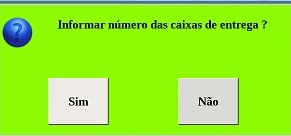 Informar número das caixas de entrega ?
Sim
Não